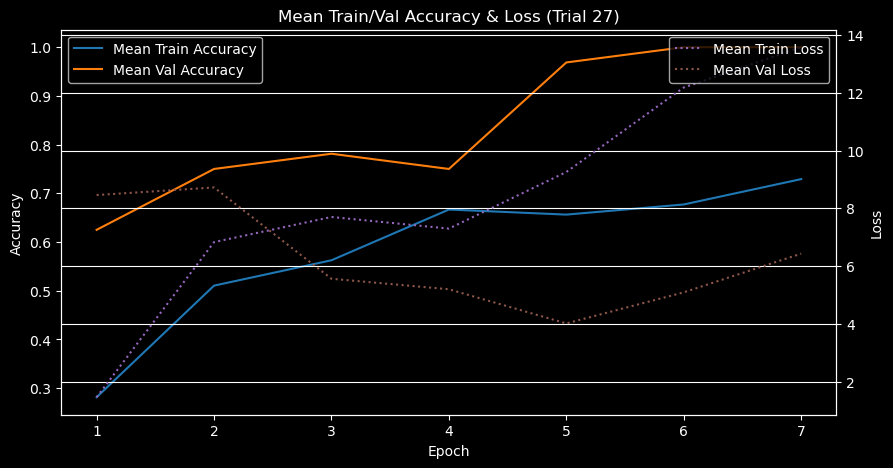 Mean Train/Val Accuracy & Loss (Trial 27)
Mean Train Accuracy
Mean Val Accuracy
Mean Train Loss
Mean Val Loss
Accuracy
1.0
0.9
0.8
0.7
0.6
0.5
0.4
0.3
14
12
10
8
6
4
2
Loss
1 2 3 4 5 6 7
Epoch